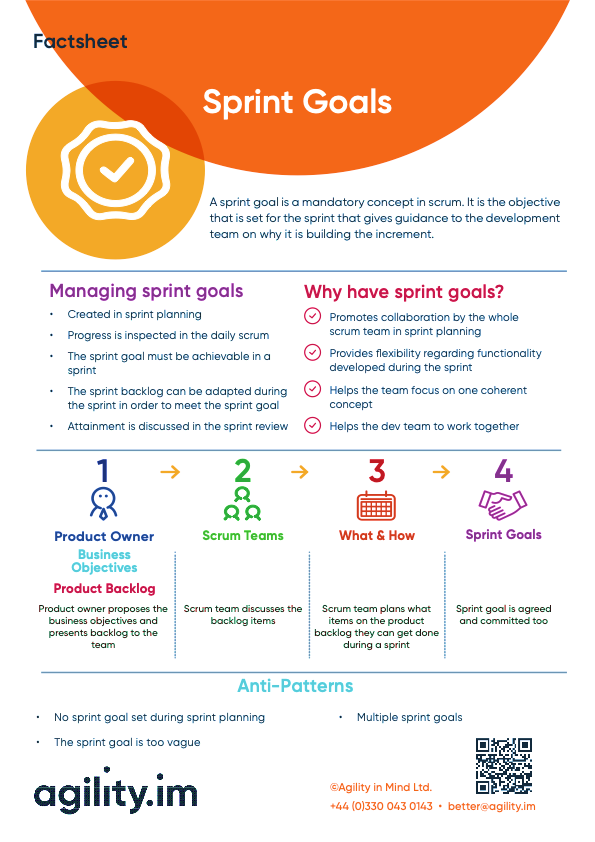 Factsheet
Sprint Goals
A sprint goal is a mandatory concept in scrum. It is the objective
that is set for the sprint that gives guidance to the development
team on why it is building the increment.
Managing sprint goals
• Created in sprint planning
• Progress is inspected in the daily scrum
• The sprint goal must be achievable in a
sprint
• The sprint backlog can be adapted during
the sprint in order to meet the sprint goal
• Attainment is discussed in the sprint review
Why have sprint goals?
Promotes collaboration by the whole
scrum team in sprint planning
Provides flexibility regarding functionality
developed during the sprint
Helps the team focus on one coherent
concept
Helps the dev team to work together
1
Product Owner
Business
Objectives
Product Backlog
Product owner proposes the
business objectives and
presents backlog to the
team
2
Scrum Teams
Scrum team discusses the
backlog items
3
What & How
Scrum team plans what
items on the product
backlog they can get done
during a sprint
4
Sprint Goals
Sprint goal is agreed
and committed too
Anti-Patterns
• No sprint goal set during sprint planning
• The sprint goal is too vague
• Multiple sprint goals
agility.im
©Agility in Mind Ltd.
+44 (0)330 043 0143 • better@agility.im